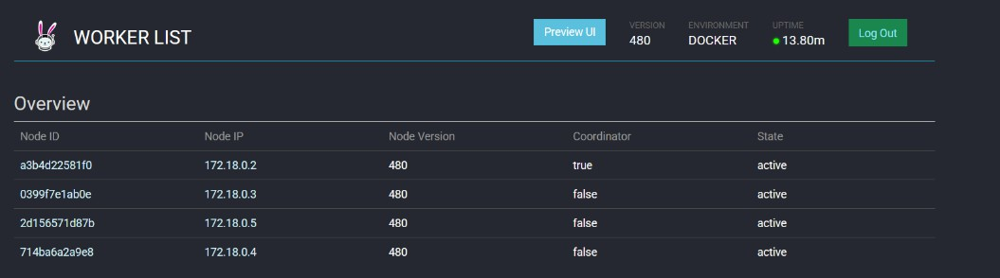 WORKER LIST
Preview UI
VERSION
480
ENVIRONMENT
DOCKER
UPTIME
13.80m
Log Out
Overview
Node ID Node IP Node Version Coordinator State
a3b4d22581f0 172.18.0.2 480 true active
0399f7e1ab0e 172.18.0.3 480 false active
2d156571d87b 172.18.0.5 480 false active
714ba6a2a9e8 172.18.0.4 480 false active